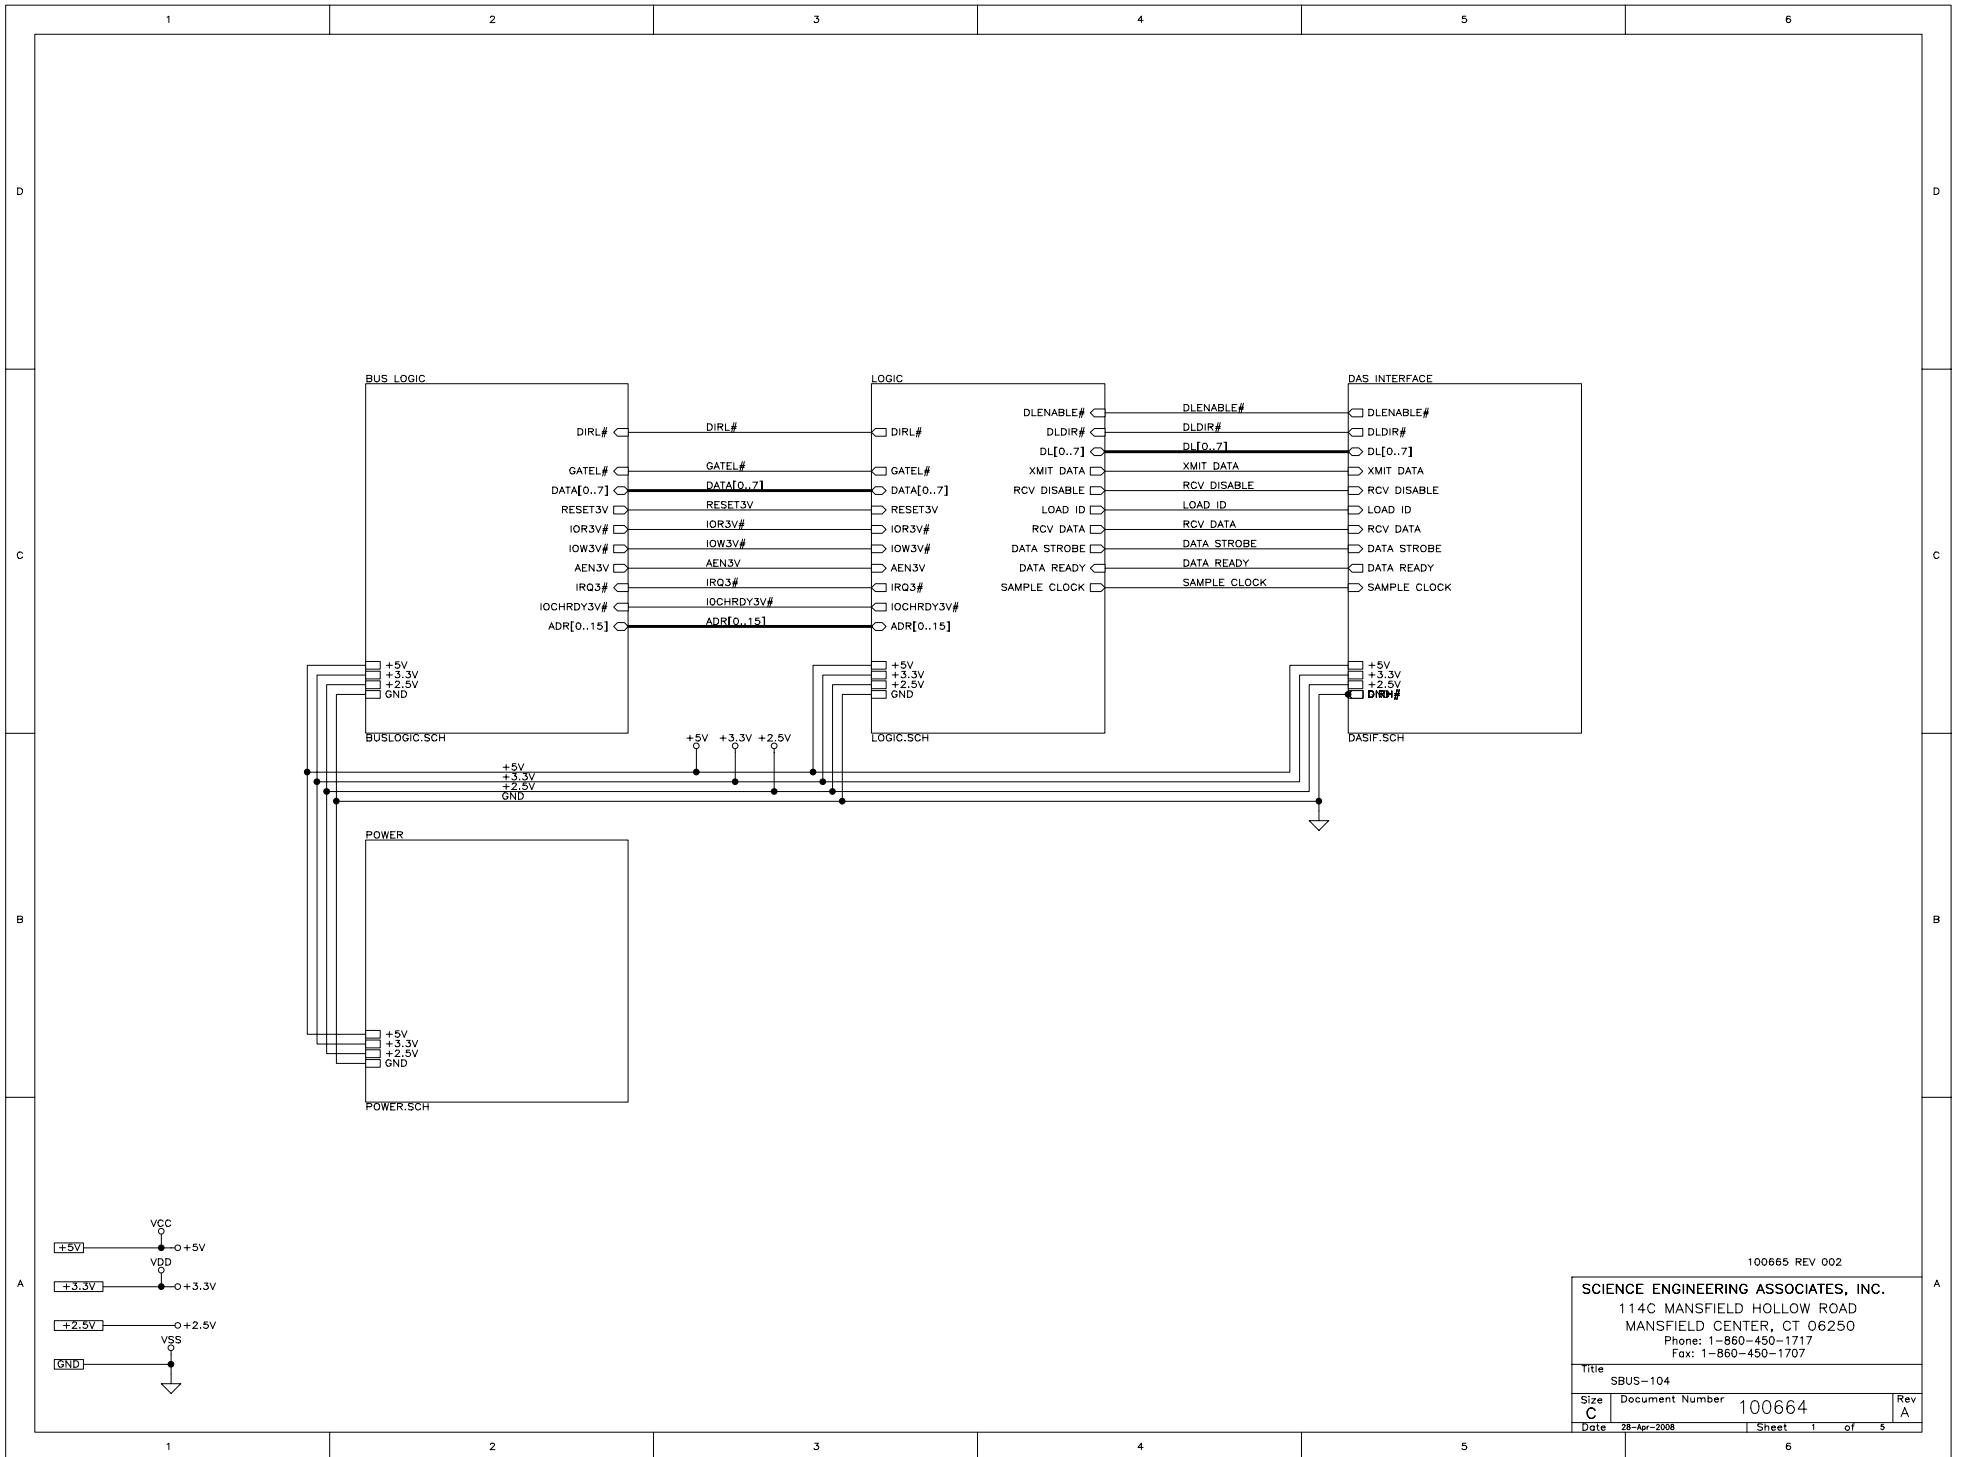 1 2 3 4 5 6
D D
BUS LOGIC LOGIC DAS INTERFACE
DLENABLE# DLENABLE# DLENABLE#
DIRL# DIRL# DIRL# DLDIR# DLDIR# DLDIR#
DL[0..7] DL[0..7] DL[0..7]
GATEL# GATEL# GATEL# XMIT DATA XMIT DATA XMIT DATA
DATA[0..7] DATA[0..7] DATA[0..7] RCV DISABLE RCV DISABLE RCV DISABLE
RESET3V RESET3V RESET3V LOAD ID LOAD ID LOAD ID
IOR3V# IOR3V# IOR3V# RCV DATA RCV DATA RCV DATA
C IOW3V# IOW3V# IOW3V# DATA STROBE DATA STROBE DATA STROBE C
AEN3V AEN3V AEN3V DATA READY DATA READY DATA READY
IRQ3# IRQ3# IRQ3# SAMPLE CLOCK SAMPLE CLOCK SAMPLE CLOCK
IOCHRDY3V# IOCHRDY3V# IOCHRDY3V#
ADR[0..15] ADR[0..15] ADR[0..15]
+5V +5V +5V
+3.3V +3.3V +3.3V
+2.5V +2.5V +2.5V
GND GND
BUSLOGIC.SCH +5V +3.3V +2.5V LOGIC.SCH DASIF.SCH
+5V
+3.3V
+2.5V
GND
POWER
B B
+5V
+3.3V
+2.5V
GND
POWER.SCH
VCC
+5V +5V
VDD
+3.3V +3.3V
+2.5V +2.5V
VSS
GND
A A
100665 REV 002
SCIENCE ENGINEERING ASSOCIATES, INC.
114C MANSFIELD HOLLOW ROAD
MANSFIELD CENTER, CT 06250
Phone: 1-860-450-1717
Fax: 1-860-450-1707
Title
SBUS-104
Size Document Number Rev
C 100664 A
Date 28-Apr-2008 Sheet 1 of 5
1 2 3 4 5 6